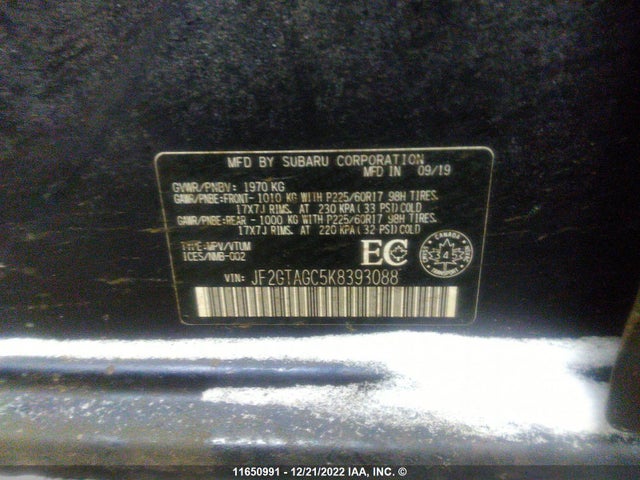 MFD BY SUBARU CORPORATION
MFD IN 09/19
GVWR/PNBV: 1970 KG
GAWR/PNBE:FRONT- 1010 KG WITH P225/60R17 98H TIRES.
17X7J RIMS. AT 230 KPA(33 PSI)COLD
GAWR/PNBE:REAR - 1000 KG WITH P225/60R17 98H TIRES.
17X7J RIMS. AT 220 KPA(32 PSI)COLD
TYPE:MPV/VTUM
ICES/NMB-002
EC
CANADA
345
VIN: JF2GTAGC5K8393088
11650991 - 12/21/2022 IAA, INC. ©